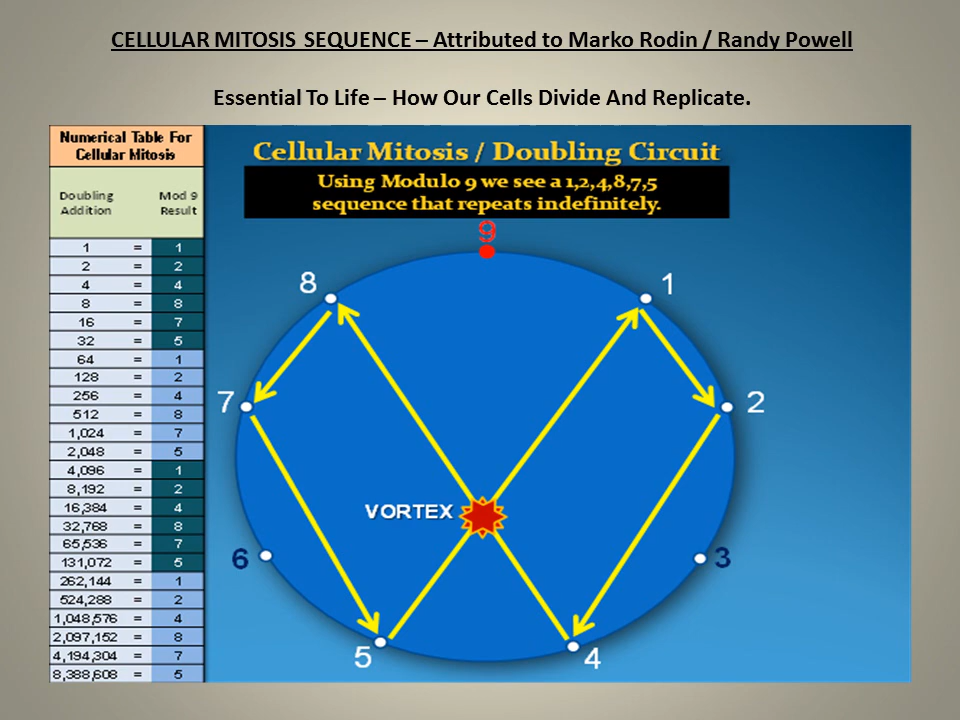 CELLULAR MITOSIS SEQUENCE – Attributed to Marko Rodin / Randy Powell
Essential To Life – How Our Cells Divide And Replicate.
Numerical Table For
Cellular Mitosis
Doubling Mod 9
Addition Result
1 = 1
2 = 2
4 = 4
8 = 8
16 = 7
32 = 5
64 = 1
128 = 2
256 = 4
512 = 8
1,024 = 7
2,048 = 5
4,096 = 1
8,192 = 2
16,384 = 4
32,768 = 8
65,536 = 7
131,072 = 5
262,144 = 1
524,288 = 2
1,048,576 = 4
2,097,152 = 8
4,194,304 = 7
8,388,608 = 5
Cellular Mitosis / Doubling Circuit
Using Modulo 9 we see a 1,2,4,8,7,5
sequence that repeats indefinitely.
9
8 1
7 2
VORTEX
6 3
5 4